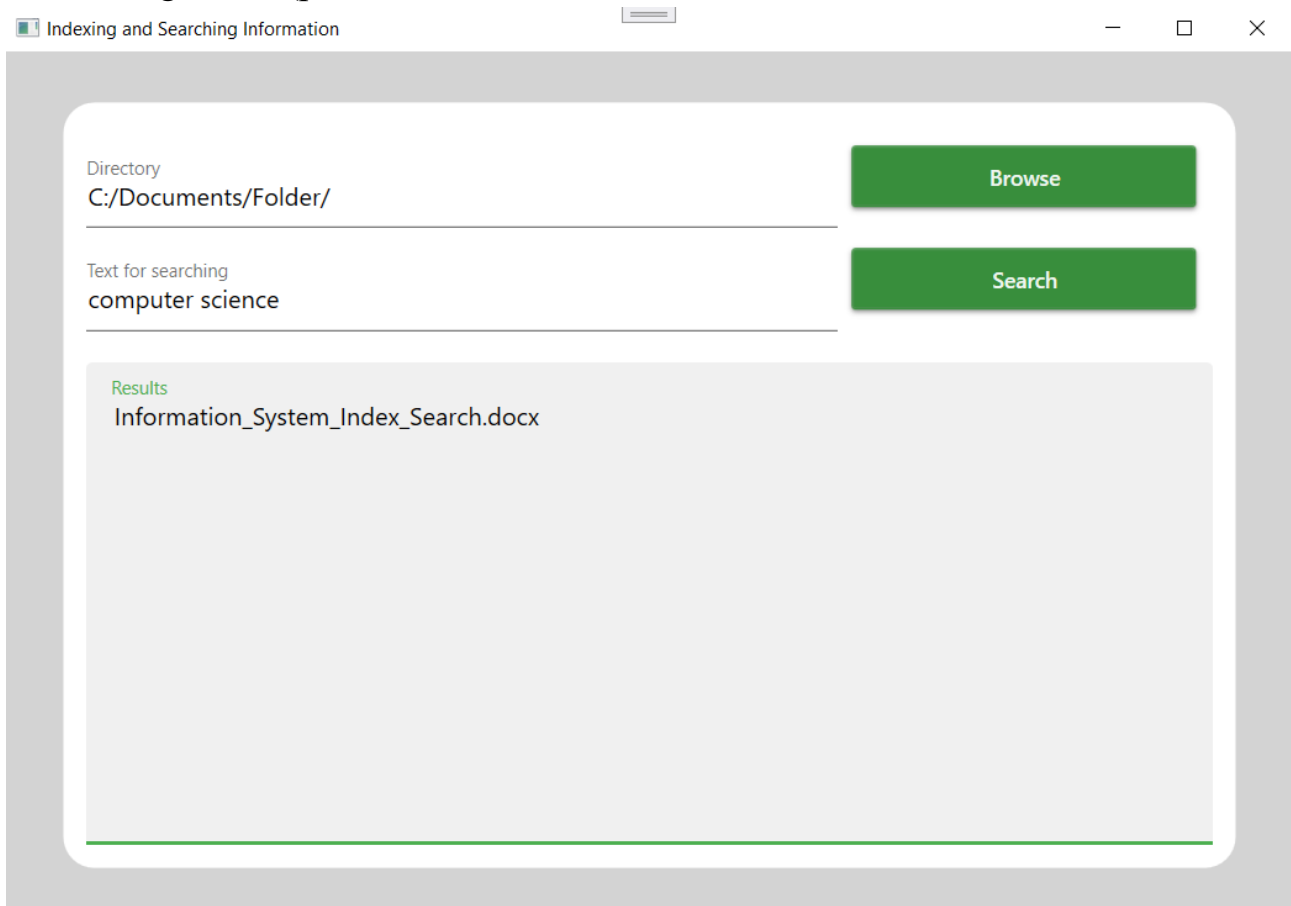 Indexing and Searching Information
Directory
C:/Documents/Folder/
Browse
Text for searching
computer science
Search
Results
Information_System_Index_Search.docx